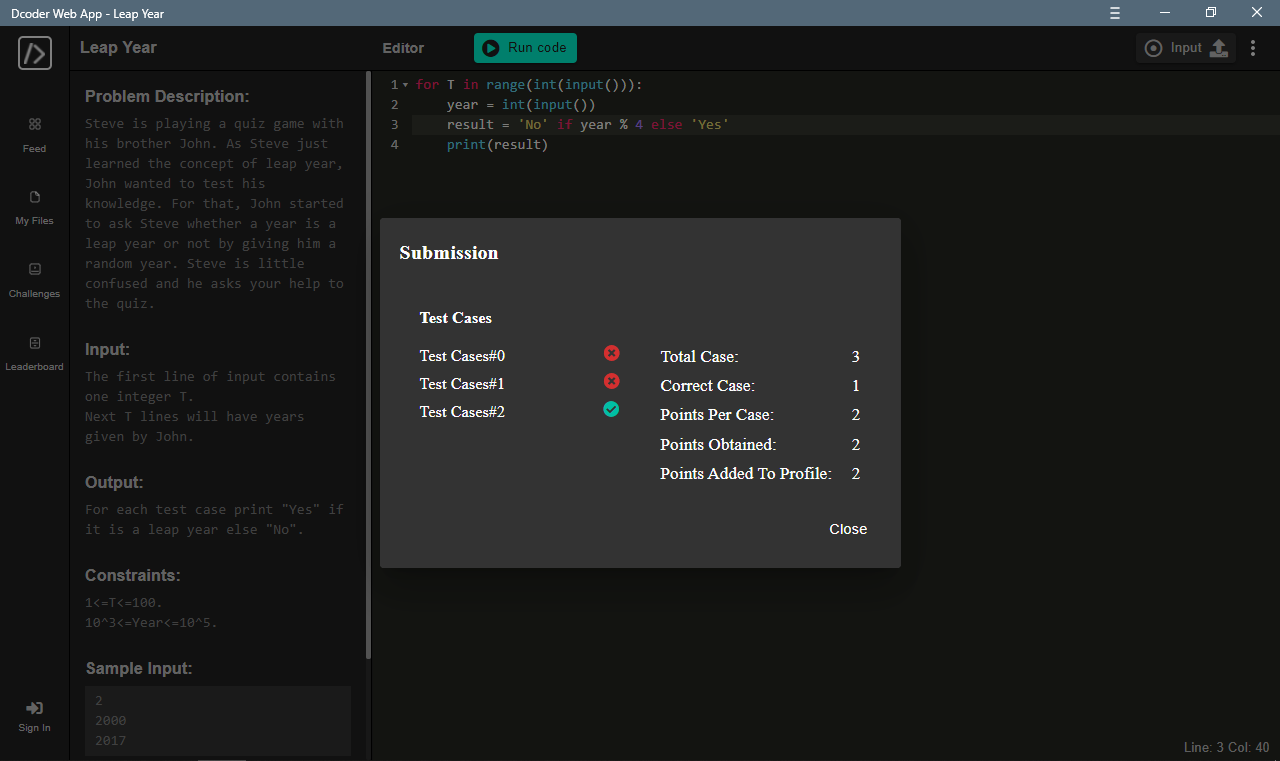 Dcoder Web App - Leap Year
Leap Year
Editor
Run code
Input
Feed
My Files
Challenges
Leaderboard
Sign In
Problem Description:
Steve is playing a quiz game with
his brother John. As Steve just
learned the concept of leap year,
John wanted to test his
knowledge. For that, John started
to ask Steve whether a year is a
leap year or not by giving him a
random year. Steve is little
confused and he asks your help to
the quiz.
Input:
The first line of input contains
one integer T.
Next T lines will have years
given by John.
Output:
For each test case print "Yes" if
it is a leap year else "No".
Constraints:
1<=T<=100.
10^3<=Year<=10^5.
Sample Input:
2
2000
2017
1 for T in range(int(input())):
2 year = int(input())
3 result = 'No' if year % 4 else 'Yes'
4 print(result)
Submission
Test Cases
Test Cases#0
Test Cases#1
Test Cases#2
Total Case: 3
Correct Case: 1
Points Per Case: 2
Points Obtained: 2
Points Added To Profile: 2
Close
Line: 3 Col: 40